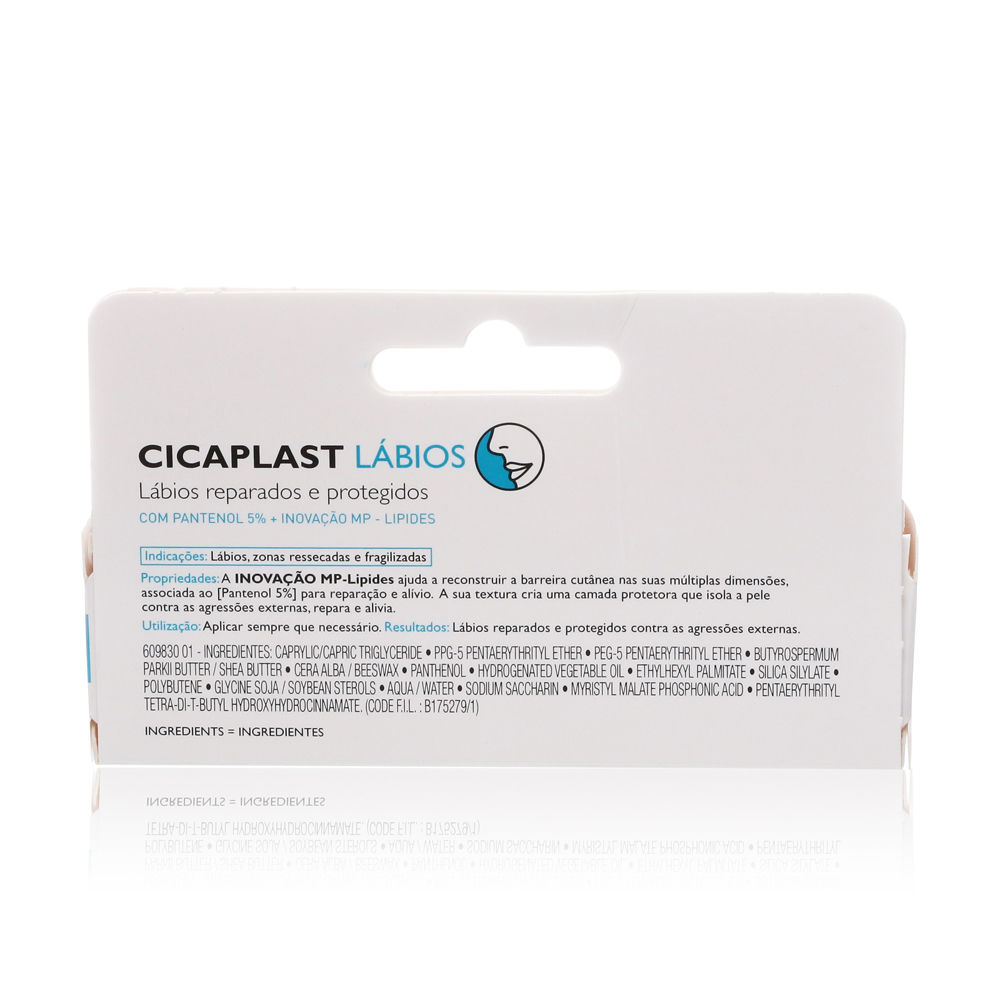 CICAPLAST LÁBIOS
Lábios reparados e protegidos
COM PANTENOL 5% + INOVAÇÃO MP - LIPIDES
Indicações: Lábios, zonas ressecadas e fragilizadas
Propriedades: A INOVAÇÃO MP-Lipides ajuda a reconstruir a barreira cutânea nas suas múltiplas dimensões,
associada ao [Pantenol 5%] para reparação e alívio. A sua textura cria uma camada protetora que isola a pele
contra as agressões externas, repara e alivia.
Utilização: Aplicar sempre que necessário. Resultados: Lábios reparados e protegidos contra as agressões externas.
609830 01 - INGREDIENTES: CAPRYLIC/CAPRIC TRIGLYCERIDE • PPG-5 PENTAERYTHRITYL ETHER • PEG-5 PENTAERYTHRITYL ETHER • BUTYROSPERMUM
PARKII BUTTER / SHEA BUTTER • CERA ALBA / BEESWAX • PANTHENOL • HYDROGENATED VEGETABLE OIL • ETHYLHEXYL PALMITATE • SILICA SILYLATE •
POLYBUTENE • GLYCINE SOJA / SOYBEAN STEROLS • AQUA / WATER • SODIUM SACCHARIN • MYRISTYL MALATE PHOSPHONIC ACID • PENTAERYTHRITYL
TETRA-DI-T-BUTYL HYDROXYHYDROCINNAMATE. (CODE F.I.L. : B175279/1)
INGREDIENTS = INGREDIENTES